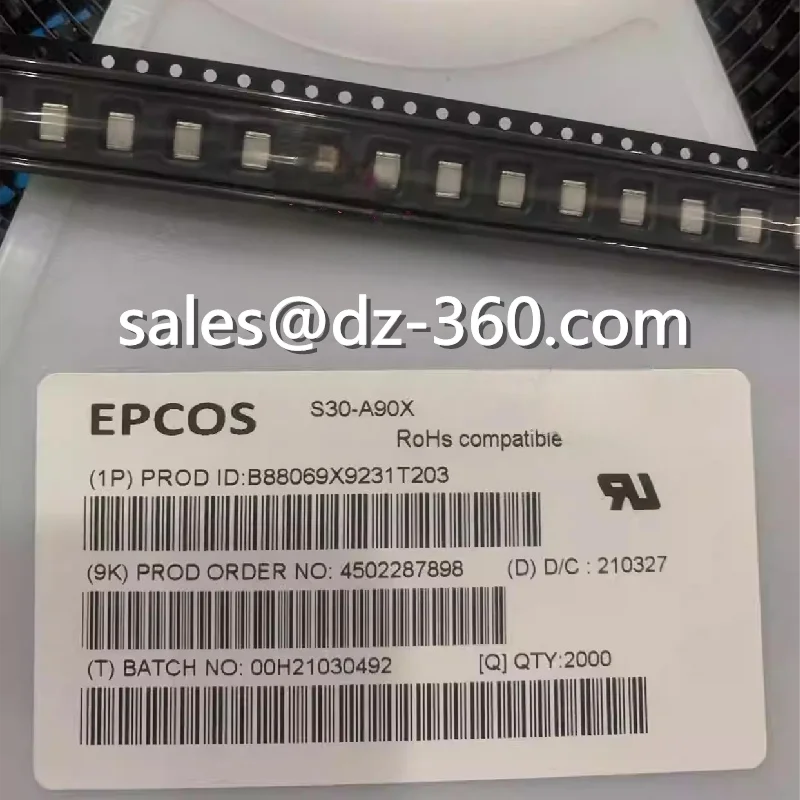 sales@dz-360.com
EPCOS
S30-A90X
RoHs compatible
(1P) PROD ID:B88069X9231T203
(9K) PROD ORDER NO: 4502287898 (D) D/C : 210327
(T) BATCH NO: 00H21030492 [Q] QTY:2000